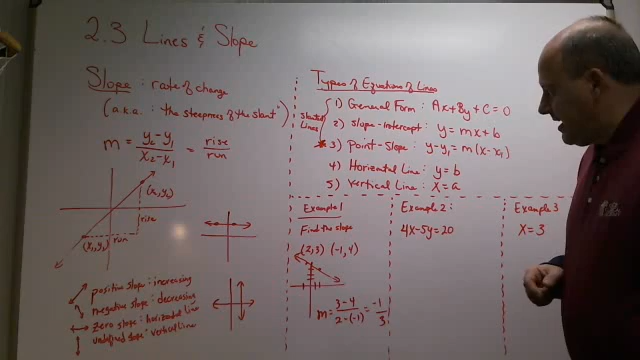 2.3 Lines & Slope
Slope : rate of change
(a.k.a. : "the steepness of the slant")
m = y₂-y₁/x₂-x₁ = rise/run
(x₂,y₂)
rise
run
(x₁,y₁)
positive slope : increasing
negative slope : decreasing
zero slope : horizontal line
undefined slope : vertical line
Types of Equations of Lines
Slanted Lines
1) General Form : Ax+By+C=0
2) Slope-intercept : y=mx+b
3) Point-Slope : y-y₁=m(x-x₁)
4) Horizontal Line : y=b
5) Vertical Line : x=a
Example 1
Find the slope
(2,3) (-1,4)
m = 3-4/2-(-1) = -1/3
Example 2:
4x-5y=20
Example 3
x=3